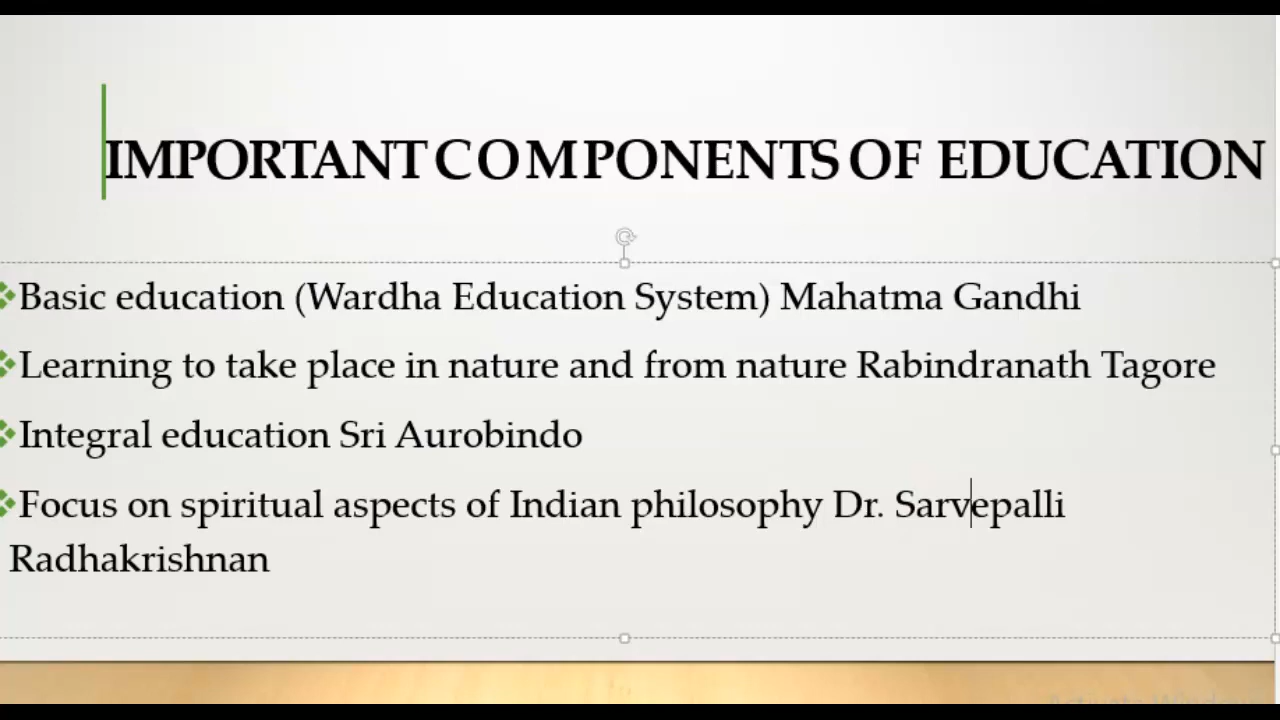 IMPORTANT COMPONENTS OF EDUCATION
Basic education (Wardha Education System) Mahatma Gandhi
Learning to take place in nature and from nature Rabindranath Tagore
Integral education Sri Aurobindo
Focus on spiritual aspects of Indian philosophy Dr. Sarvepalli
Radhakrishnan